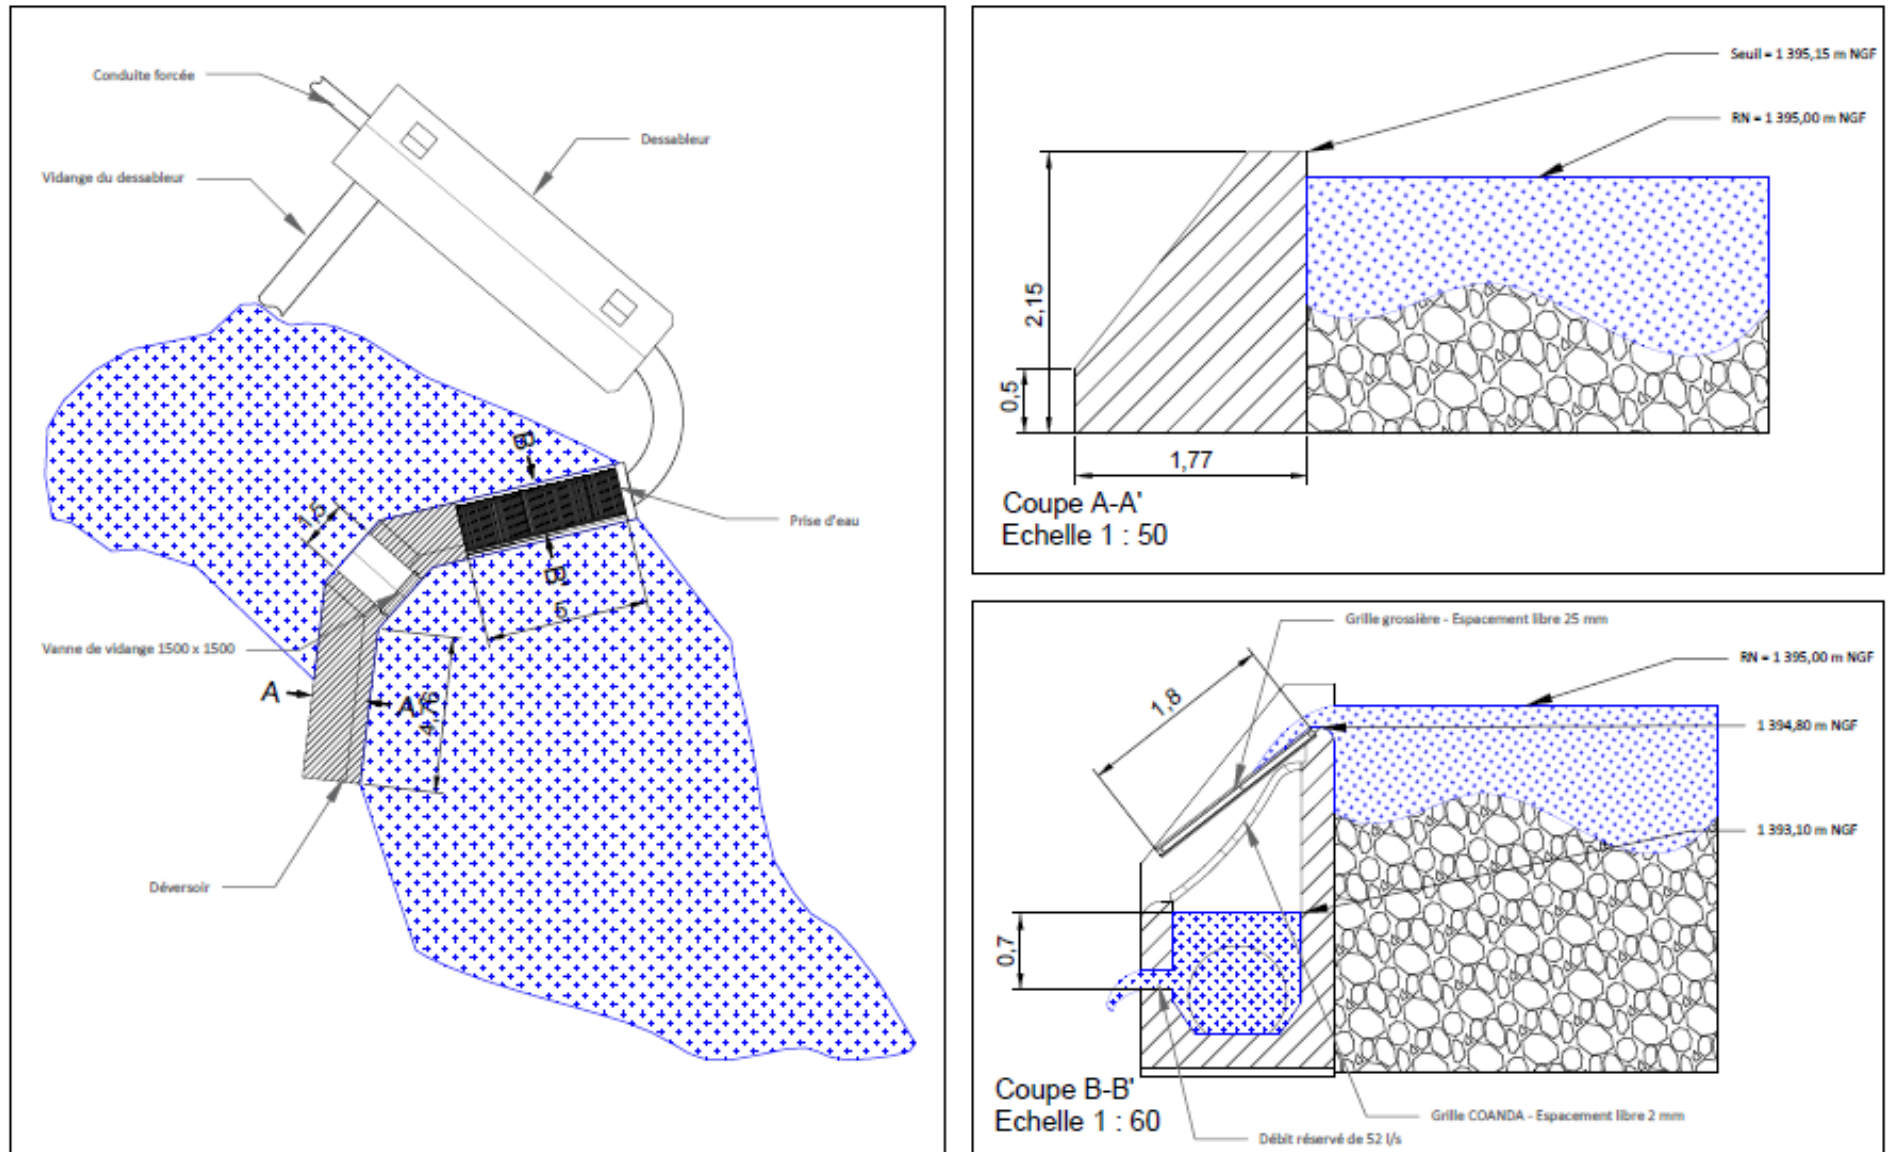 Conduite forcée
Dessableur
Vidange du dessableur
B
1,5
Prise d'eau
B'
5
Vanne de vidange 1500 x 1500
A
A'
Déversoir
Seuil = 1 395,15 m NGF
RN = 1 395,00 m NGF
2,15
0,5
1,77
Coupe A-A'
Echelle 1 : 50
Grille grossière - Espacement libre 25 mm
RN = 1 395,00 m NGF
1,8
1 394,80 m NGF
1 393,10 m NGF
0,7
Coupe B-B'
Echelle 1 : 60
Grille COANDA - Espacement libre 2 mm
Débit réservé de 52 l/s